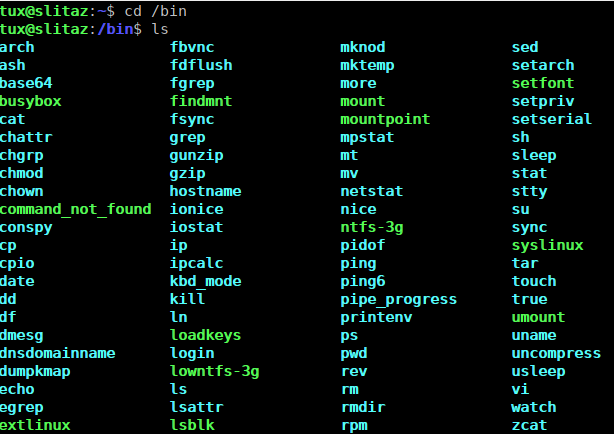 tux@slitaz:~$ cd /bin
tux@slitaz:/bin$ ls
arch fbvnc mknod sed
ash fdflush mktemp setarch
base64 fgrep more setfont
busybox findmnt mount setpriv
cat fsync mountpoint setserial
chattr grep mpstat sh
chgrp gunzip mt sleep
chmod gzip mv stat
chown hostname netstat stty
command_not_found ionice nice su
conspy iostat ntfs-3g sync
cp ip pidof syslinux
cpio ipcalc ping tar
date kbd_mode ping6 touch
dd kill pipe_progress true
df ln printenv umount
dmesg loadkeys ps uname
dnsdomainname login pwd uncompress
dumpkmap lowntfs-3g rev usleep
echo ls rm vi
egrep lsattr rmdir watch
extlinux lsblk rpm zcat